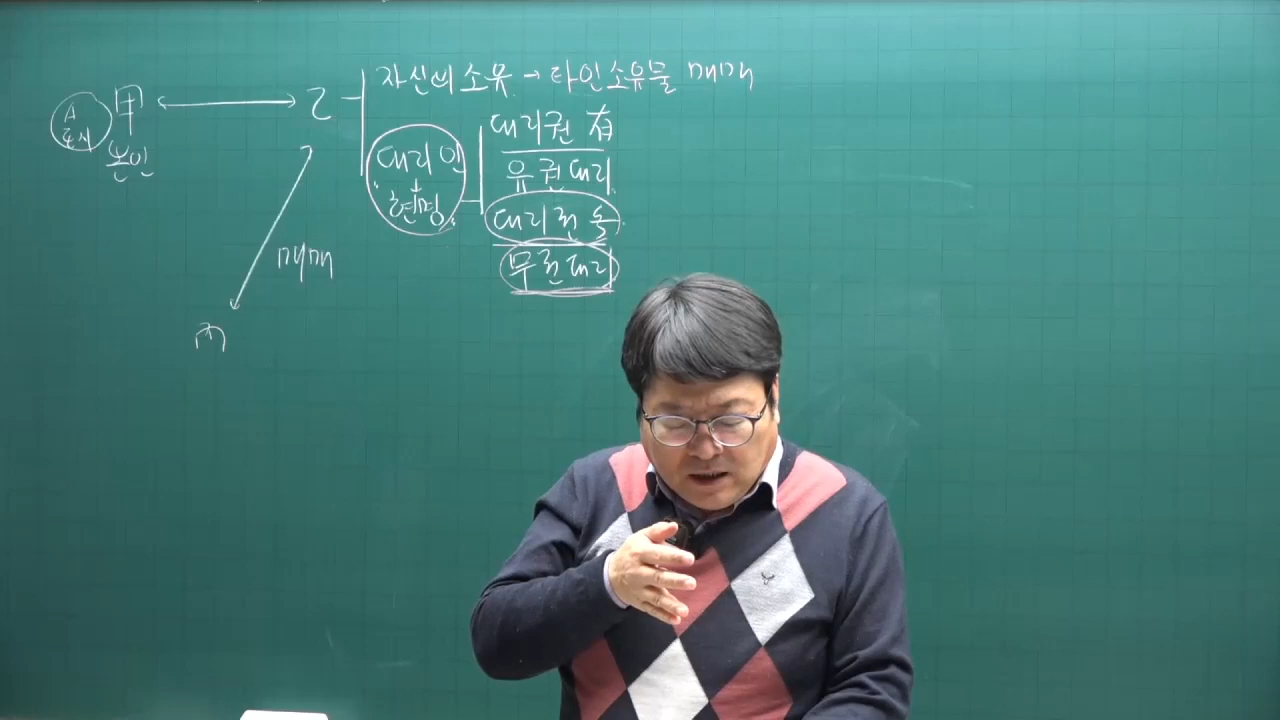 자신의 소유 → 타인소유물 매매
A
토지
甲
본인
乙
대리권 有
대리인
유권대리
현명
대리권 無
무권대리
매매
丙